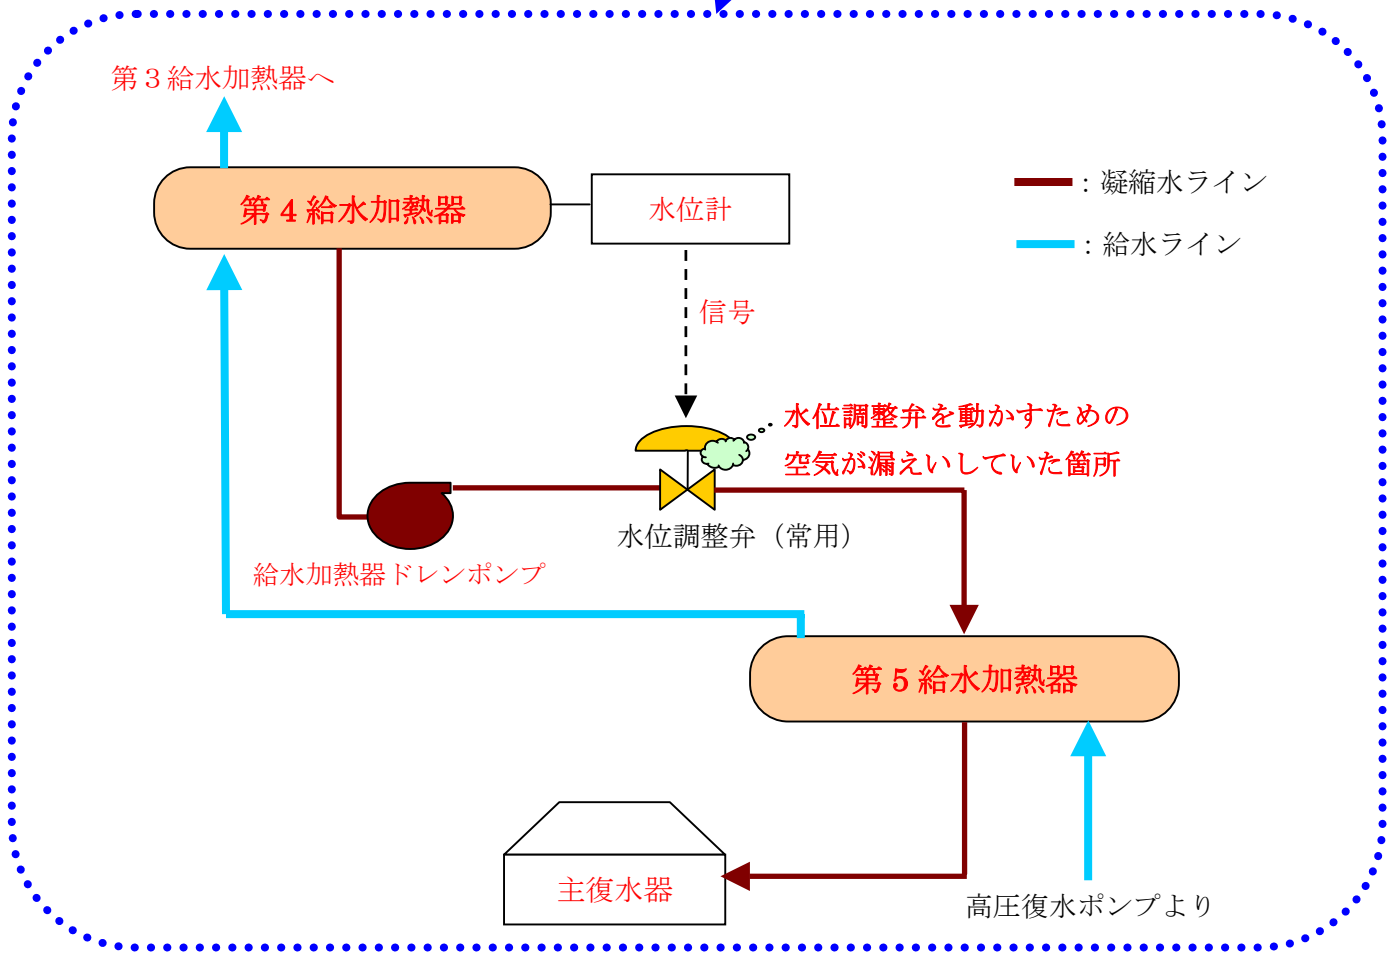 第３給水加熱器へ
第４給水加熱器
水位計
：凝縮水ライン
：給水ライン
信号
水位調整弁を動かすための
空気が漏えいしていた箇所
水位調整弁（常用）
給水加熱器ドレンポンプ
第５給水加熱器
主復水器
高圧復水ポンプより